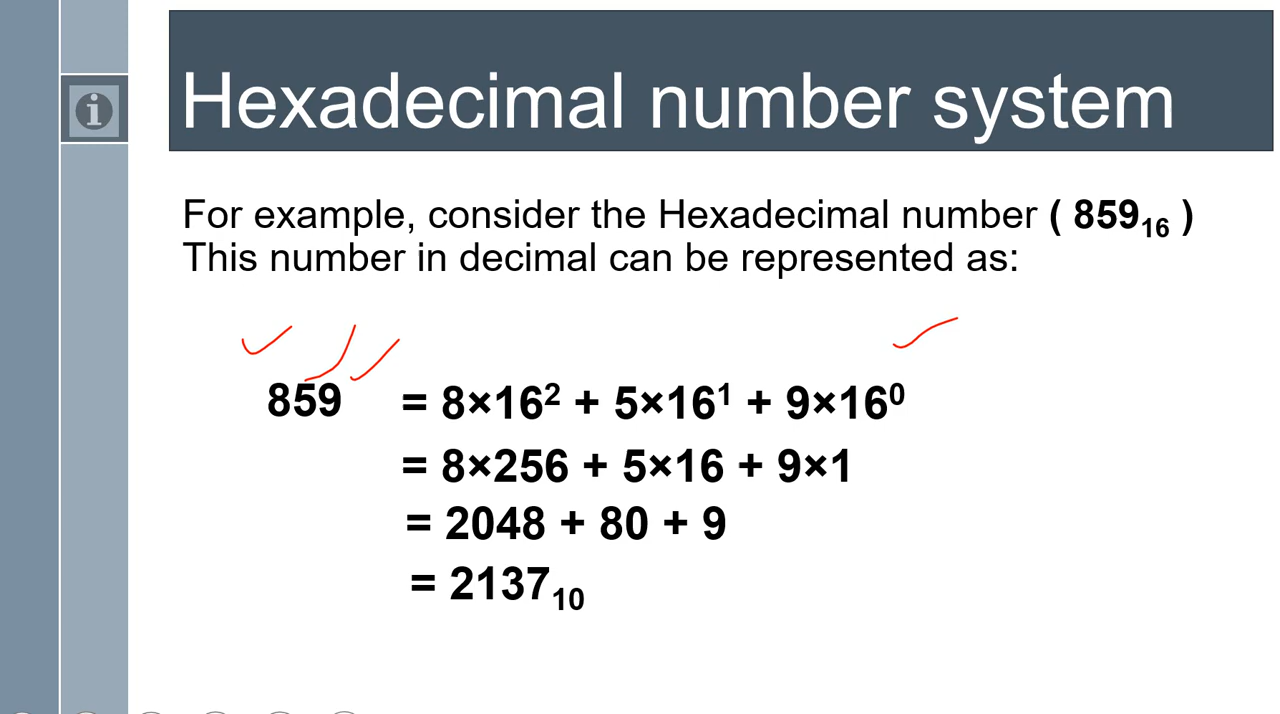 Hexadecimal number system
For example, consider the Hexadecimal number ( 859₁₆ )
This number in decimal can be represented as:
859 = 8×16² + 5×16¹ + 9×16⁰
= 8×256 + 5×16 + 9×1
= 2048 + 80 + 9
= 2137₁₀